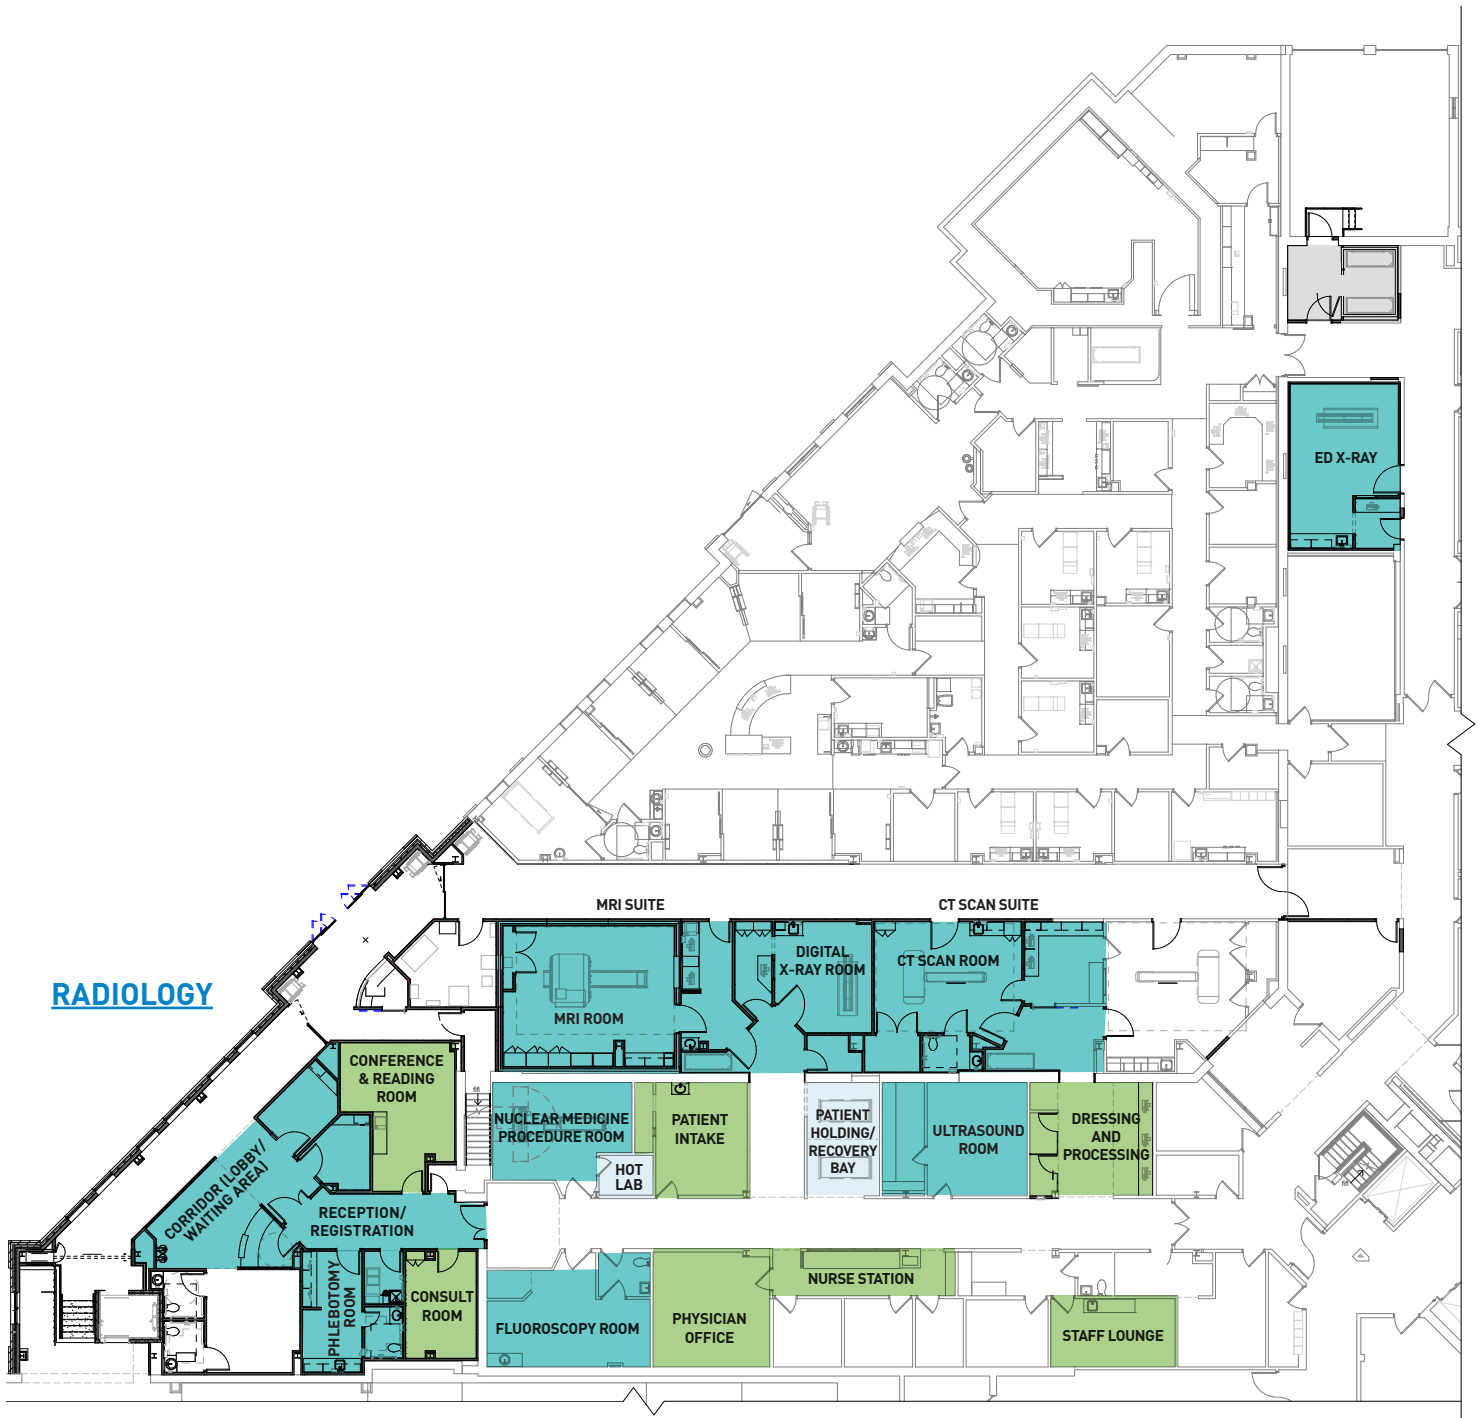 ED X-RAY
MRI SUITE
CT SCAN SUITE
DIGITAL
X-RAY ROOM
CT SCAN ROOM
MRI ROOM
RADIOLOGY
CONFERENCE
& READING
ROOM
NUCLEAR MEDICINE
PROCEDURE ROOM
HOT
LAB
PATIENT
INTAKE
PATIENT
HOLDING/
RECOVERY
BAY
ULTRASOUND
ROOM
DRESSING
AND
PROCESSING
CORRIDOR (LOBBY/
WAITING AREA)
RECEPTION/
REGISTRATION
PHLEBOTOMY
ROOM
CONSULT
ROOM
FLUOROSCOPY ROOM
PHYSICIAN
OFFICE
NURSE STATION
STAFF LOUNGE